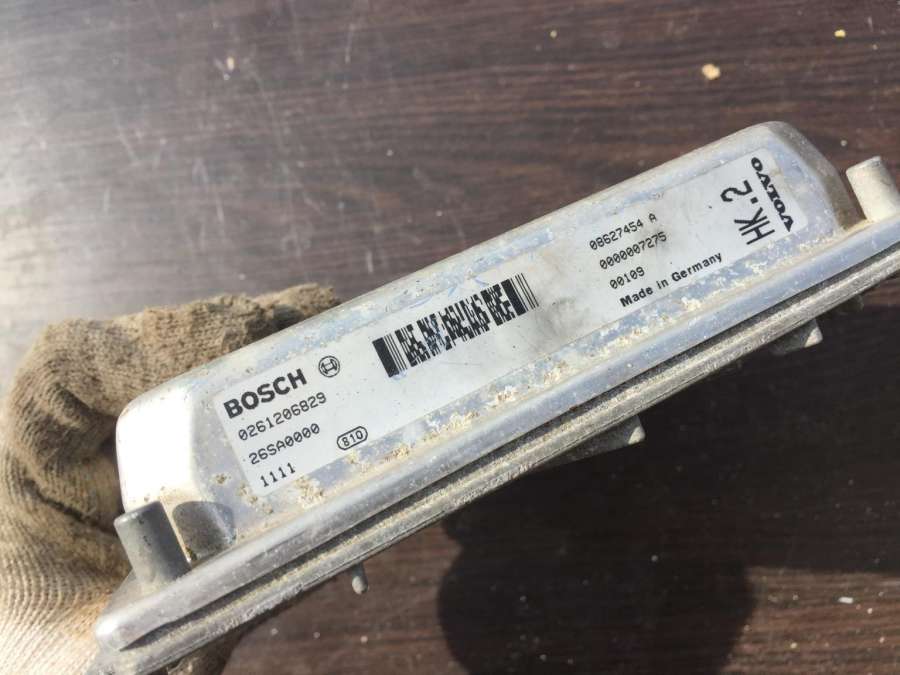 BOSCH
0261206829
26SA0000
1111
810
08627454 A
0000007275
00109
Made in Germany
HK.2
VOLVO